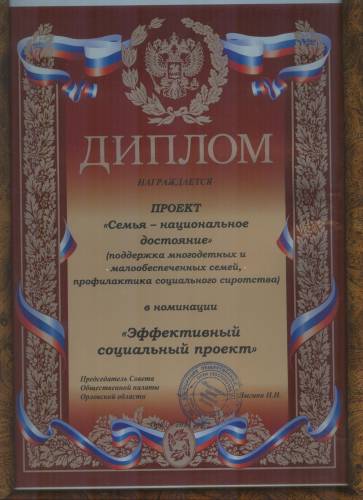 ДИПЛОМ
НАГРАЖДАЕТСЯ
ПРОЕКТ
«Семья – национальное
достояние»
(поддержка многодетных и
малообеспеченных семей,
профилактика социального сиротства)
в номинации
«Эффективный
социальный проект»
Председатель Совета
Общественной палаты
Орловской области